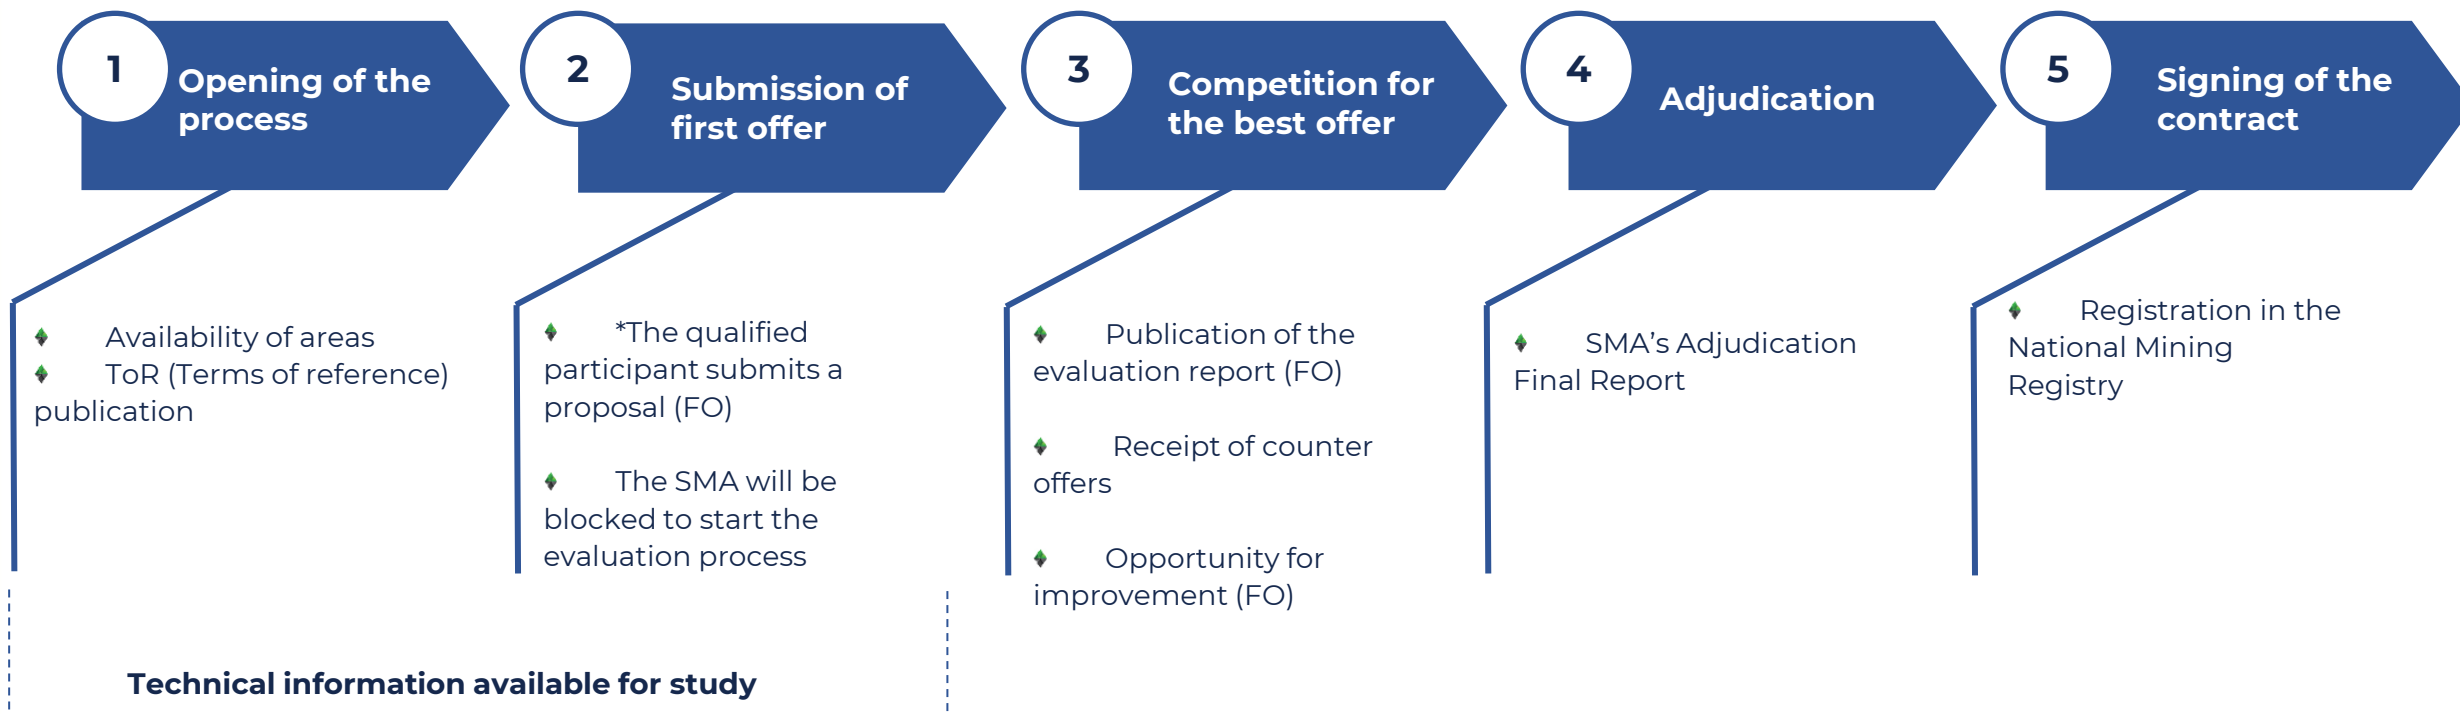 1
Opening of the
process
2
Submission of
first offer
3
Competition for
the best offer
4
Adjudication
5
Signing of the
contract
Availability of areas
ToR (Terms of reference)
publication
*The qualified
participant submits a
proposal (FO)
The SMA will be
blocked to start the
evaluation process
Publication of the
evaluation report (FO)
Receipt of counter
offers
Opportunity for
improvement (FO)
SMA’s Adjudication
Final Report
Registration in the
National Mining
Registry
Technical information available for study